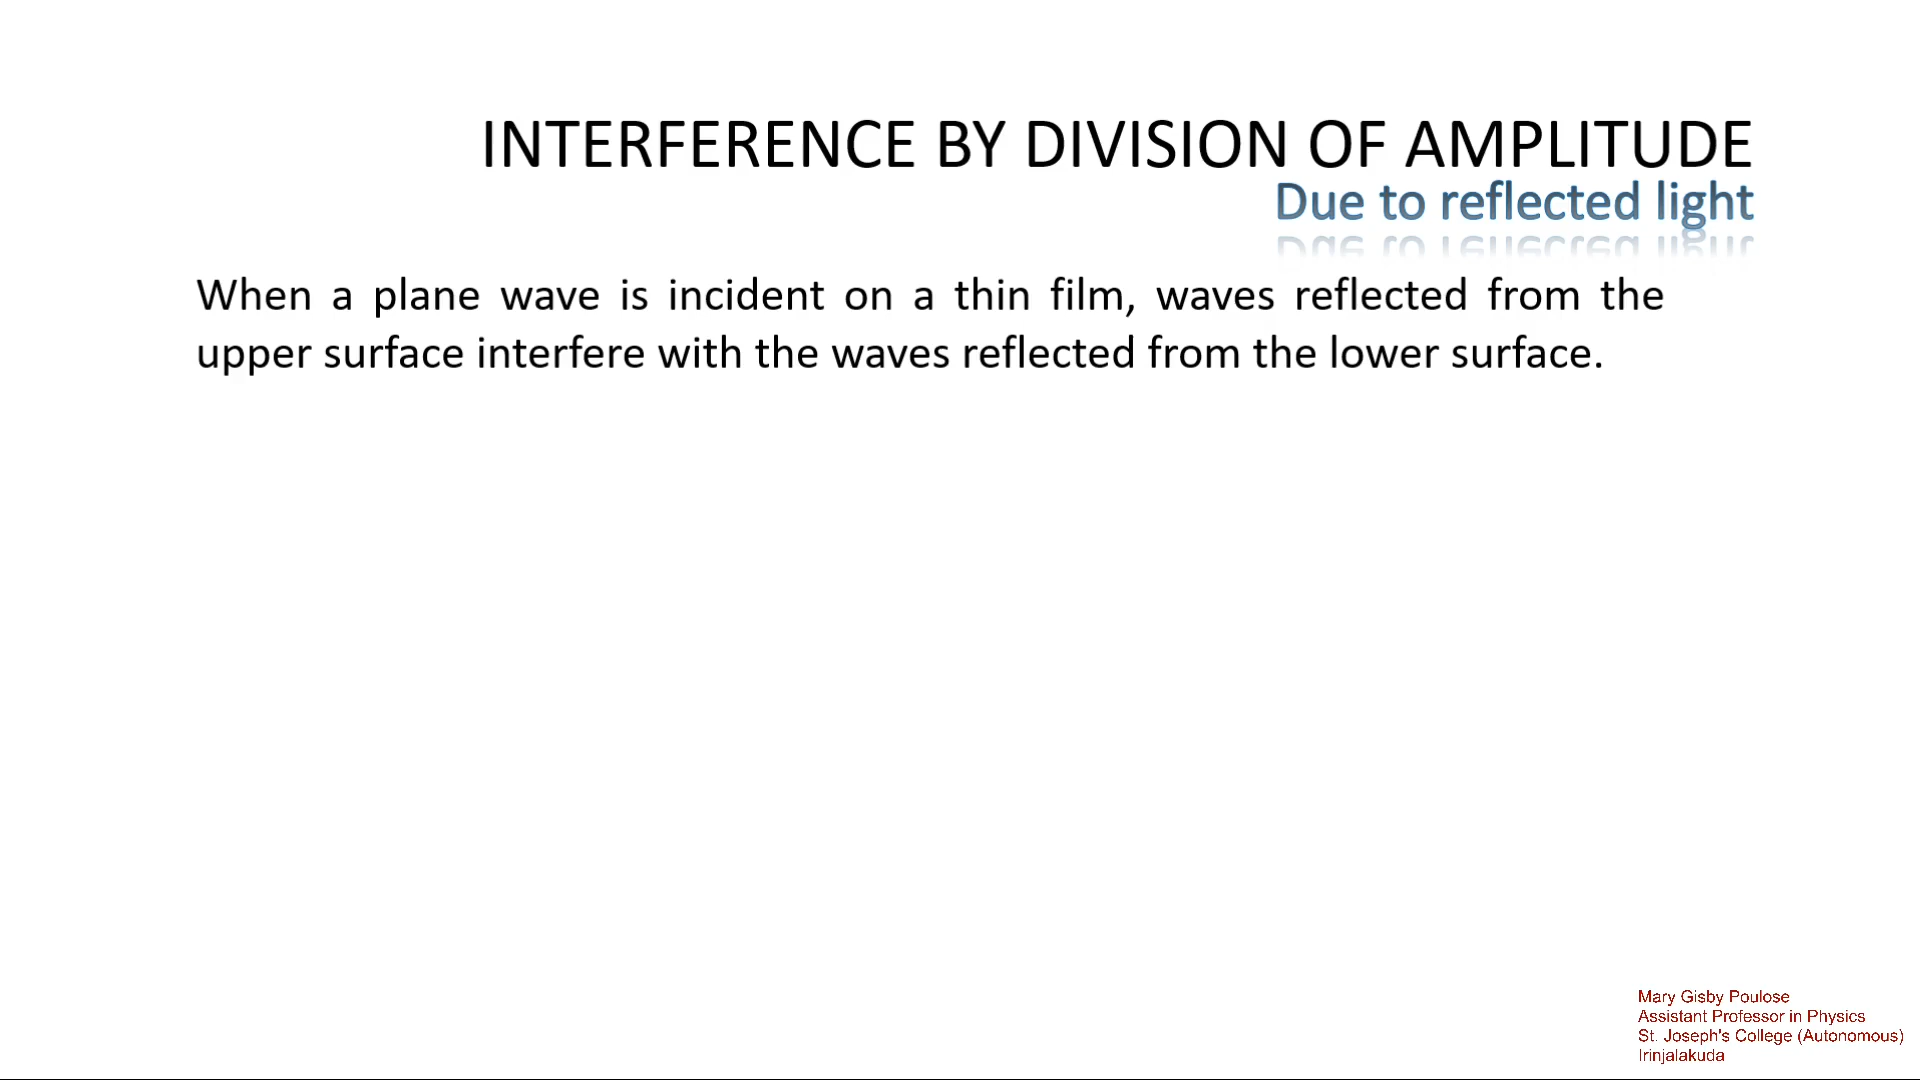 INTERFERENCE BY DIVISION OF AMPLITUDE
Due to reflected light
When a plane wave is incident on a thin film, waves reflected from the
upper surface interfere with the waves reflected from the lower surface.
Mary Gisby Poulose
Assistant Professor in Physics
St. Joseph's College (Autonomous)
Irinjalakuda